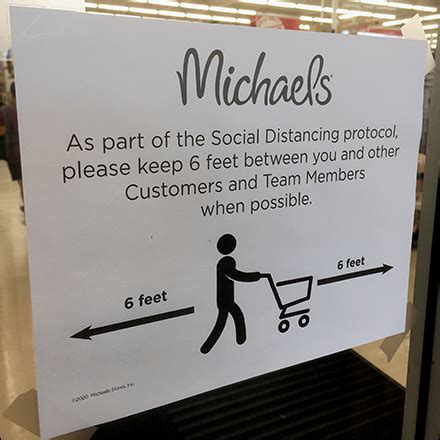 Michaels
As part of the Social Distancing protocol,
please keep 6 feet between you and other
Customers and Team Members
when possible.
6 feet
6 feet
©2020 Michaels Stores, Inc.